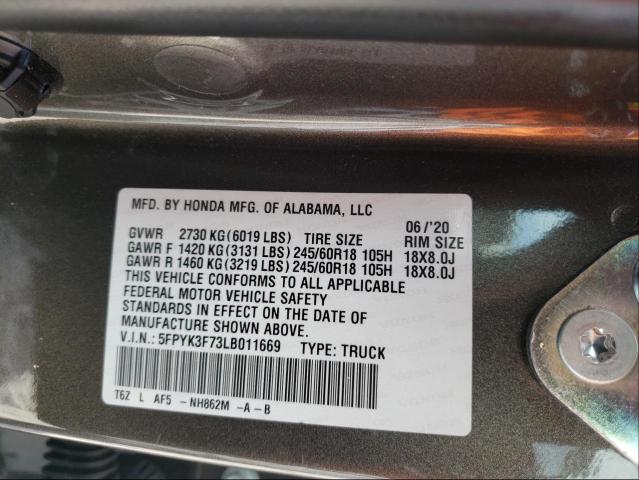 MFD. BY HONDA MFG. OF ALABAMA, LLC
06/'20
GVWR 2730 KG(6019 LBS) TIRE SIZE RIM SIZE
GAWR F 1420 KG(3131 LBS)245/60R18 105H 18X8.0J
GAWR R 1460 KG(3219 LBS)245/60R18 105H 18X8.0J
THIS VEHICLE CONFORMS TO ALL APPLICABLE
FEDERAL MOTOR VEHICLE SAFETY
STANDARDS IN EFFECT ON THE DATE OF
MANUFACTURE SHOWN ABOVE.
V.I.N.: 5FPYK3F73LB011669 TYPE: TRUCK
T6Z L AF5 -NH862M -A -B